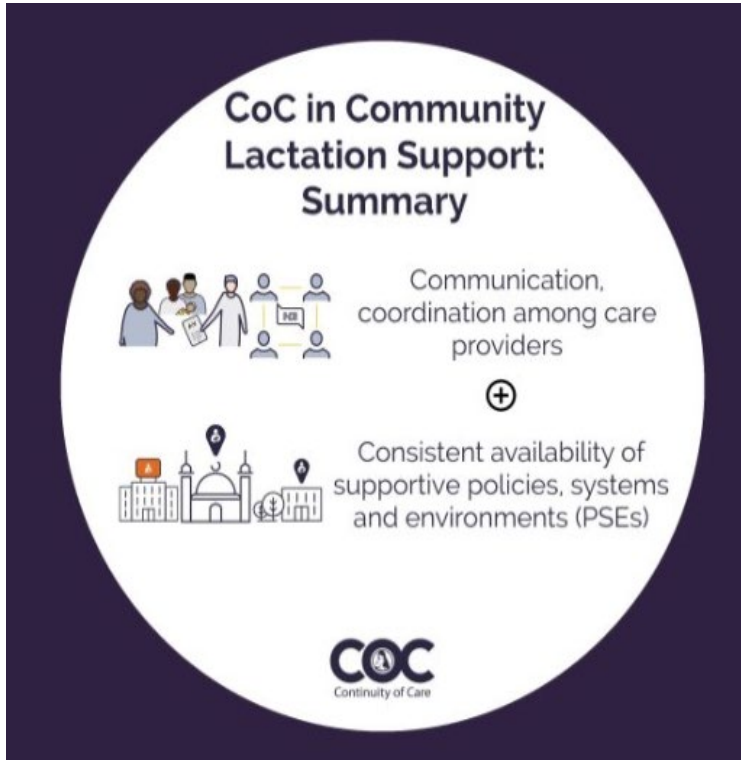 CoC in Community
Lactation Support:
Summary
Communication,
coordination among care
providers
Consistent availability of
supportive policies, systems
and environments (PSEs)
COC
Continuity of Care